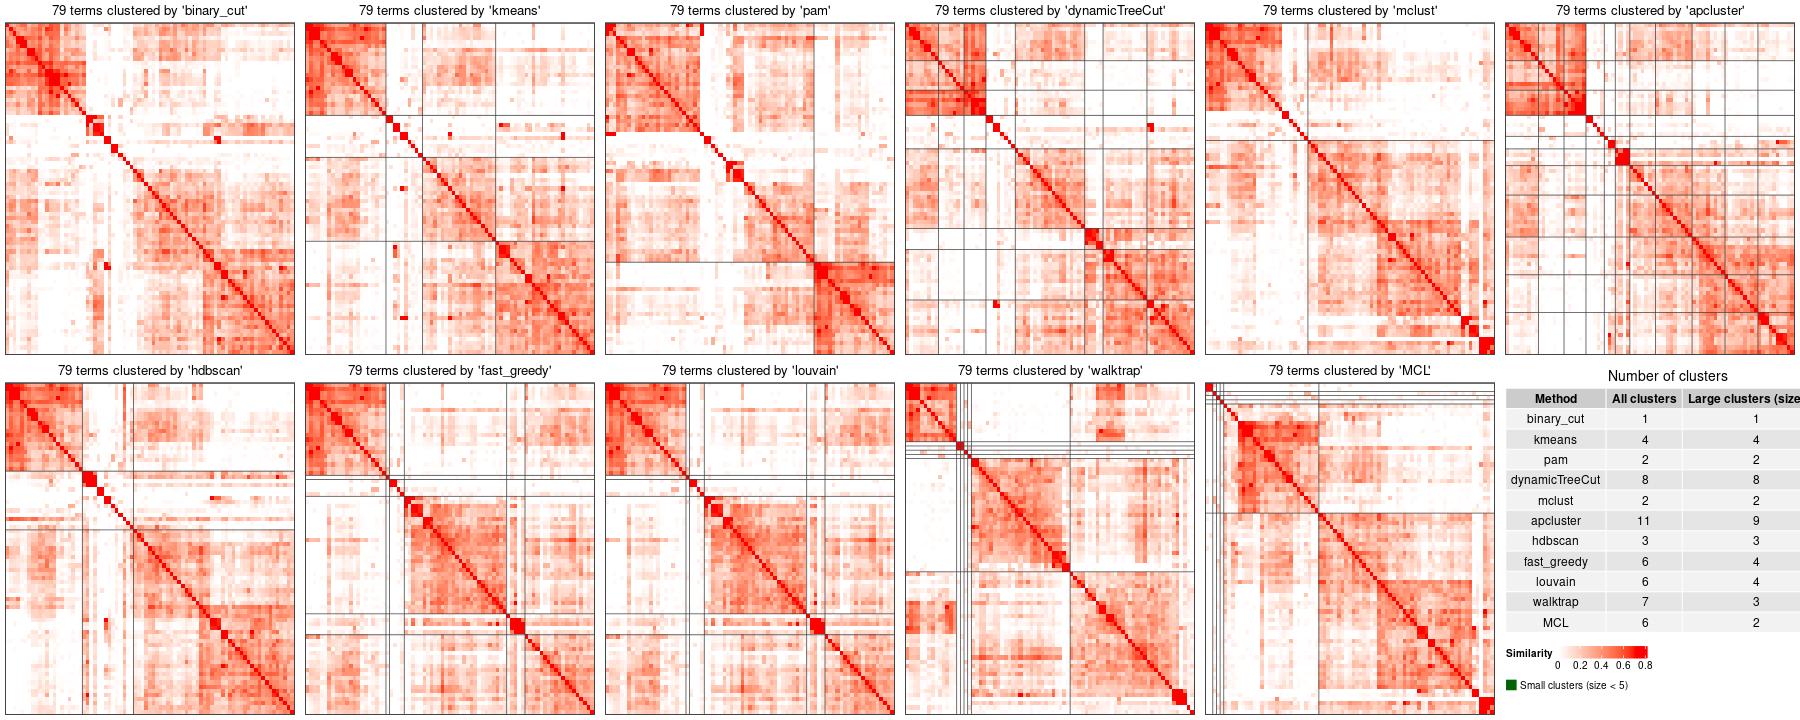 79 terms clustered by 'binary_cut'
79 terms clustered by 'kmeans'
79 terms clustered by 'pam'
79 terms clustered by 'dynamicTreeCut'
79 terms clustered by 'mclust'
79 terms clustered by 'apcluster'
79 terms clustered by 'hdbscan'
79 terms clustered by 'fast_greedy'
79 terms clustered by 'louvain'
79 terms clustered by 'walktrap'
79 terms clustered by 'MCL'
Number of clusters
Method All clusters Large clusters (size
binary_cut 1 1
kmeans 4 4
pam 2 2
dynamicTreeCut 8 8
mclust 2 2
apcluster 11 9
hdbscan 3 3
fast_greedy 6 4
louvain 6 4
walktrap 7 3
MCL 6 2
Similarity
0 0.2 0.4 0.6 0.8
Small clusters (size < 5)